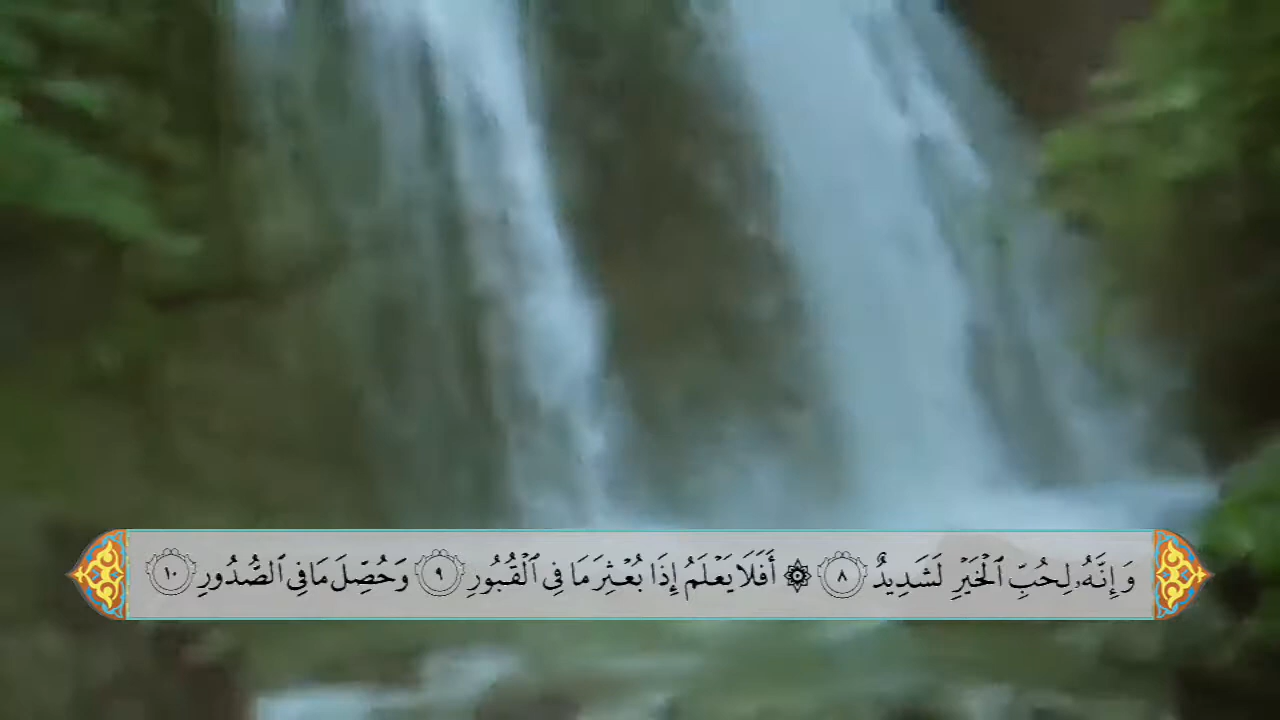 وَإِنَّهُۥ لِحُبِّ ٱلْخَيْرِ لَشَدِيدٌ ٨ ۞ أَفَلَا يَعْلَمُ إِذَا بُعْثِرَ مَا فِي ٱلْقُبُورِ ٩ وَحُصِّلَ مَا فِي ٱلصُّدُورِ ١٠